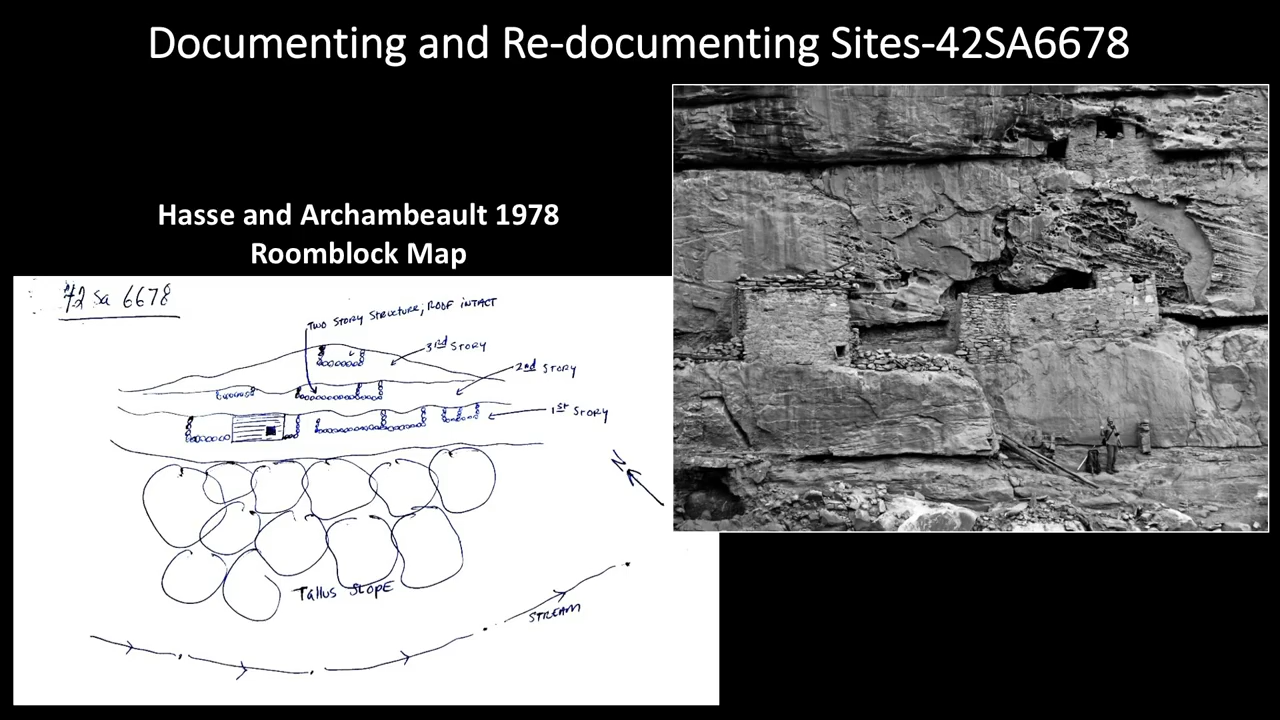 Documenting and Re-documenting Sites-42SA6678
Hasse and Archambeault 1978
Roomblock Map
42 Sa 6678
TWO STORY STRUCTURE; ROOF INTACT
3RD STORY
2nd STORY
1ST STORY
N
Tallus SLOPE
STREAM